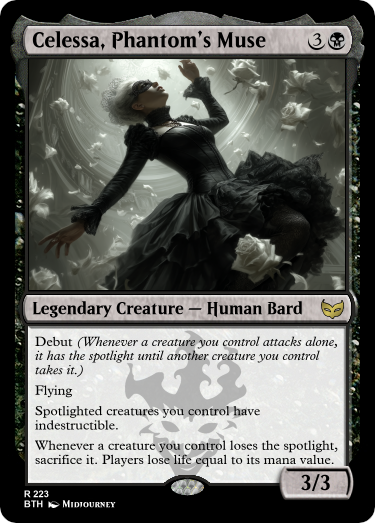 Celessa, Phantom's Muse 3
Legendary Creature — Human Bard
Debut (Whenever a creature you control attacks alone,
it has the spotlight until another creature you control
takes it.)
Flying
Spotlighted creatures you control have
indestructible.
Whenever a creature you control loses the spotlight,
sacrifice it. Players lose life equal to its mana value.
3/3
R 223
BTH Midjourney